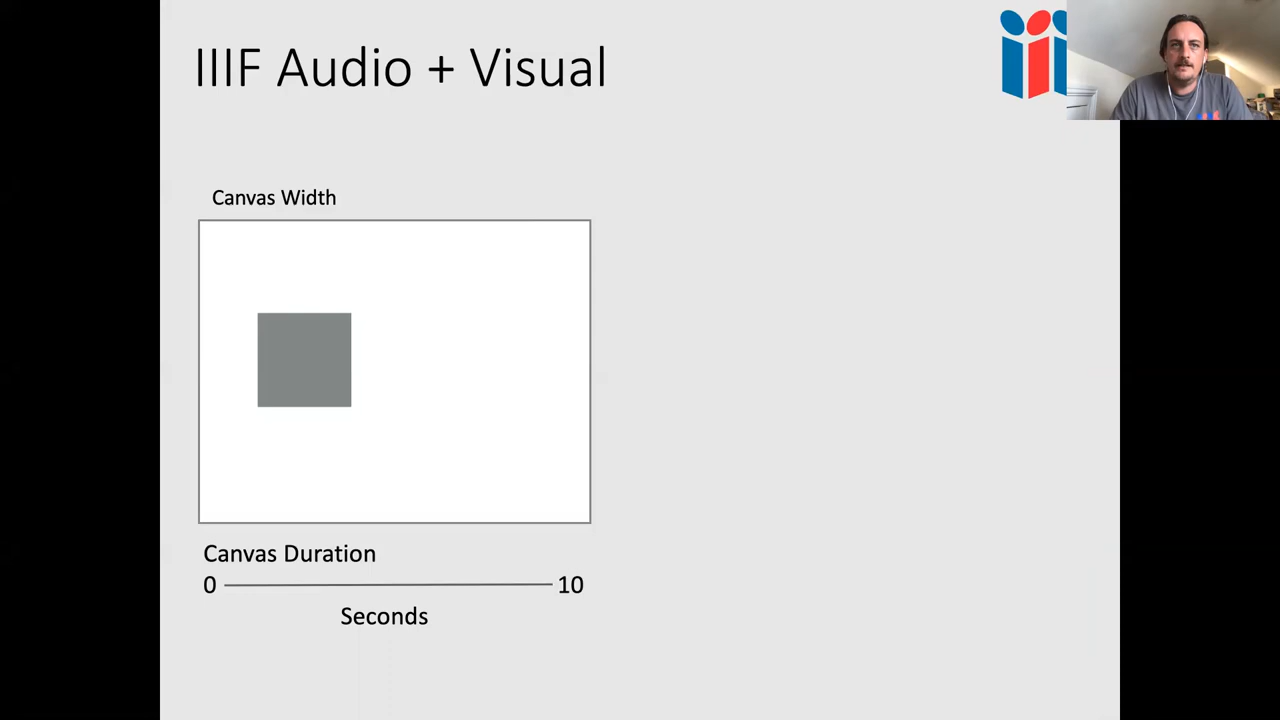 IIIF Audio + Visual
Canvas Width
Canvas Duration
0 10
Seconds